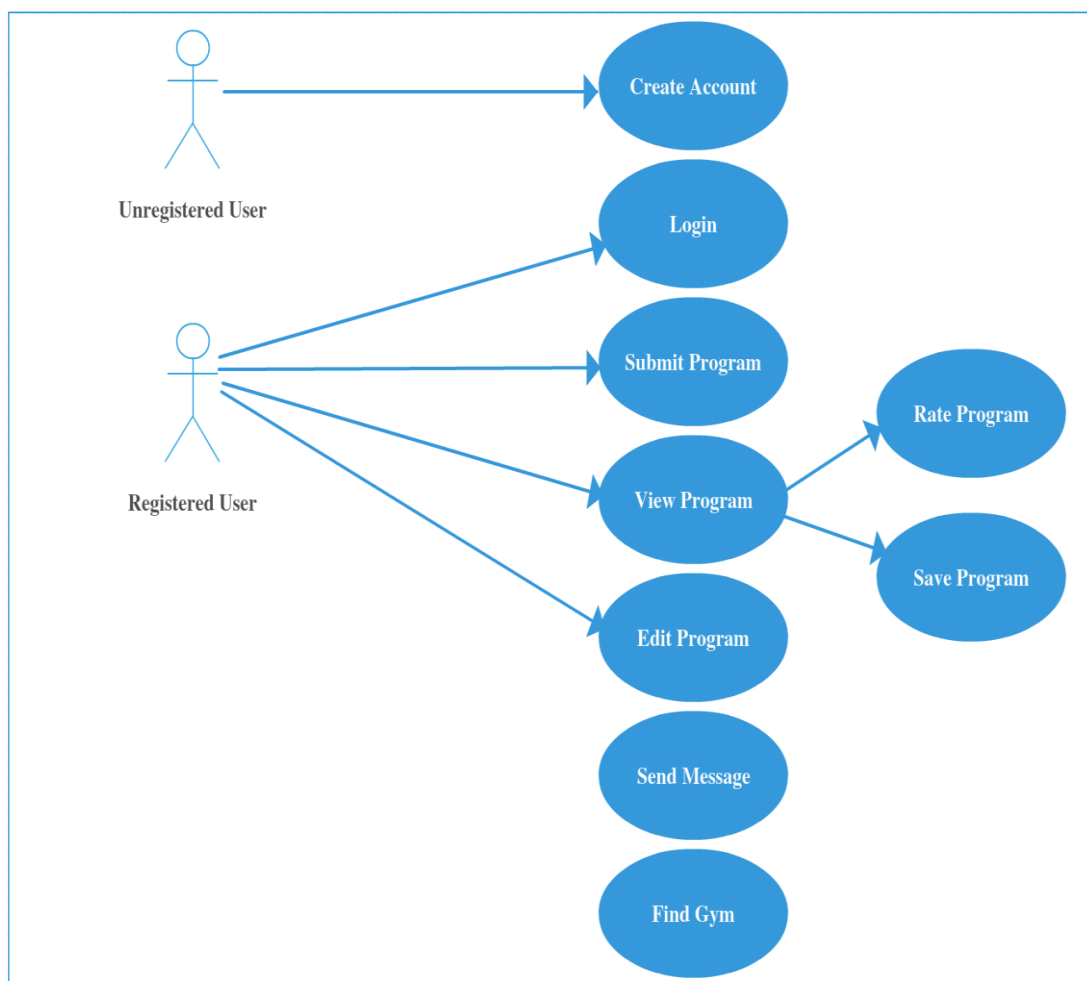 Create Account
Unregistered User
Login
Submit Program
Rate Program
Registered User
View Program
Save Program
Edit Program
Send Message
Find Gym